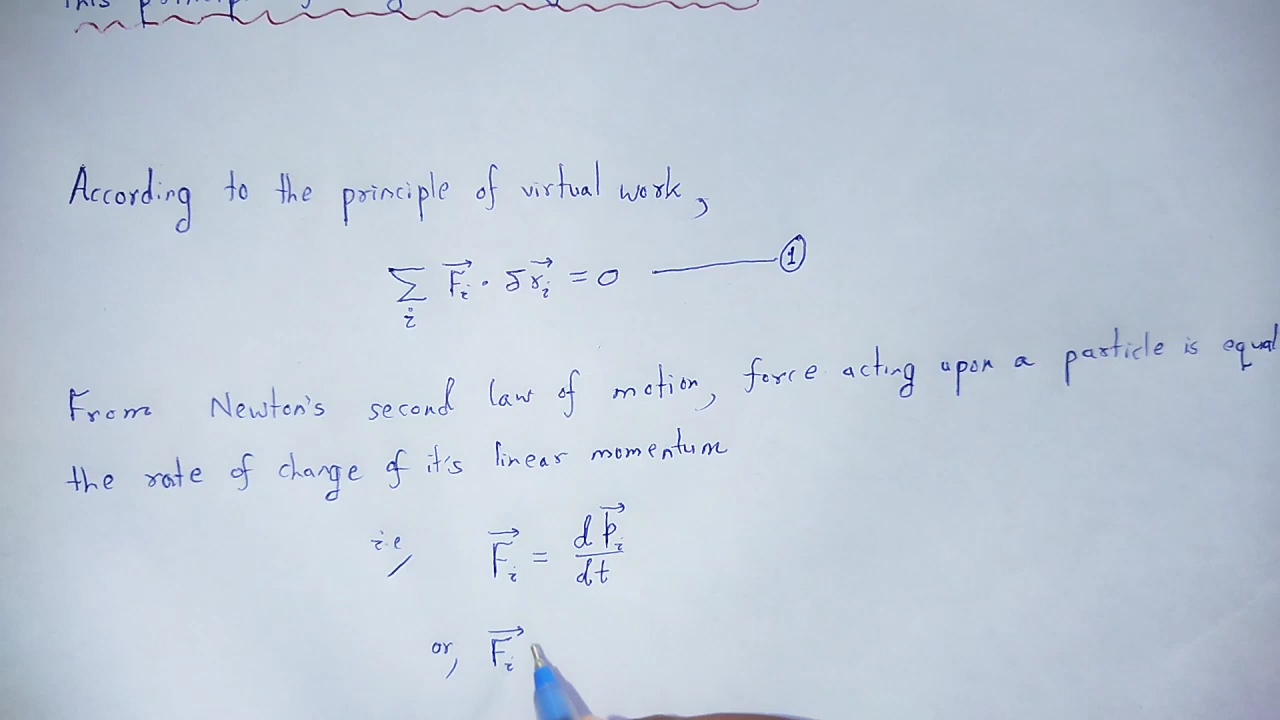 This
According to the principle of virtual work,
∑ᵢ F⃗ᵢ · δr⃗ᵢ = 0 ——— ①
From Newton's second law of motion, force acting upon a particle is equal
the rate of change of it's linear momentum
i.e, F⃗ᵢ = dp⃗ᵢ/dt
or, F⃗ᵢ